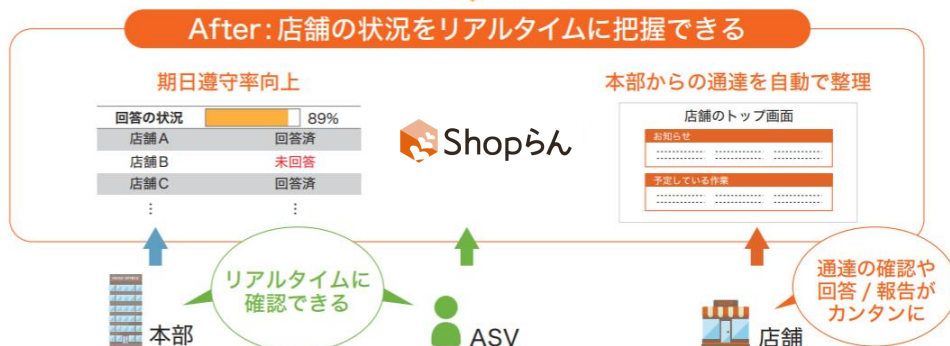 After:店舗の状況をリアルタイムに把握できる
期日遵守率向上
回答の状況 89%
店舗A 回答済
店舗B 未回答
店舗C 回答済
⋮ ⋮
Shopらん
本部からの通達を自動で整理
店舗のトップ画面
お知らせ
予定している作業
リアルタイムに
確認できる
通達の確認や
回答 / 報告が
カンタンに
本部
ASV
店舗